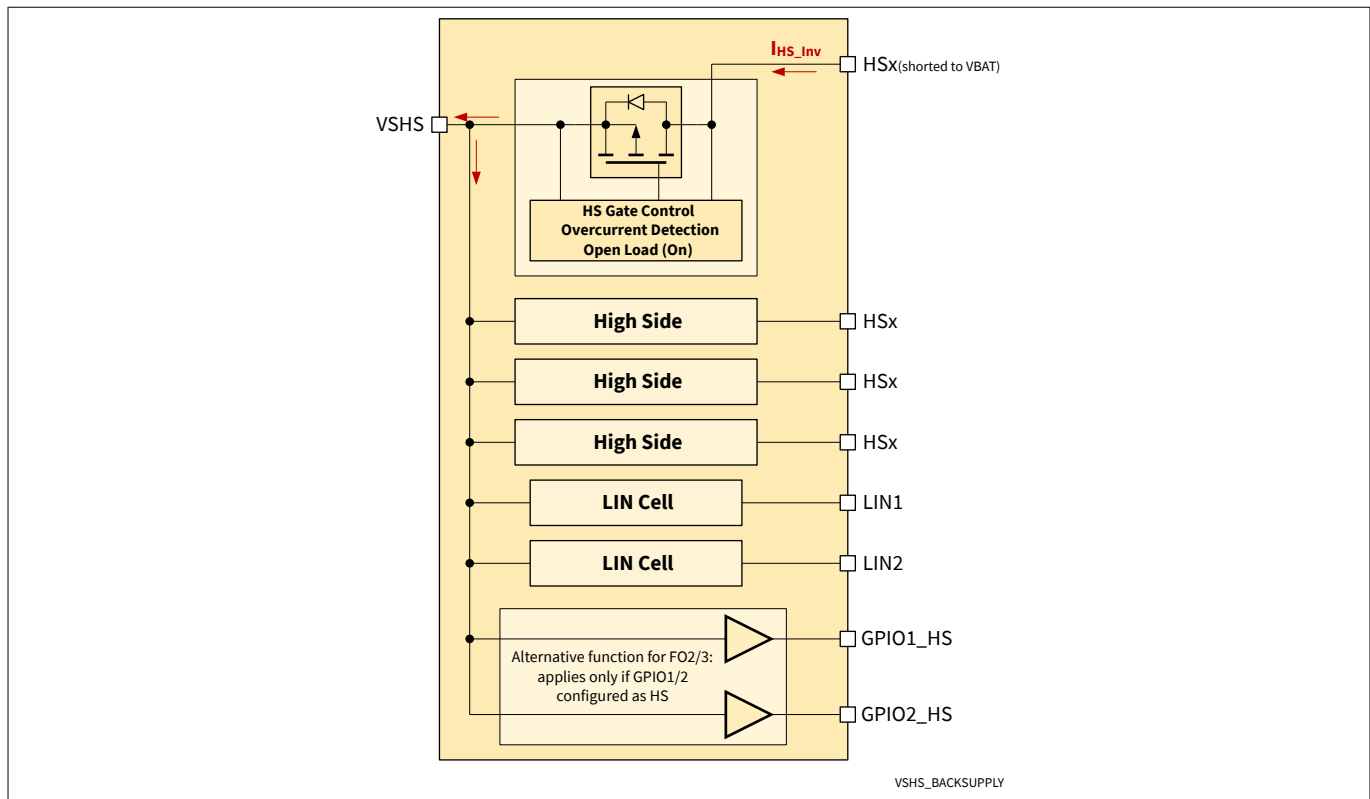 I HS_Inv
HSx(shorted to VBAT)
VSHS
HS Gate Control
Overcurrent Detection
Open Load (On)
High Side
HSx
High Side
HSx
High Side
HSx
LIN Cell
LIN1
LIN Cell
LIN2
GPIO1_HS
Alternative function for FO2/3:
applies only if GPIO1/2
configured as HS
GPIO2_HS
VSHS_BACKSUPPLY